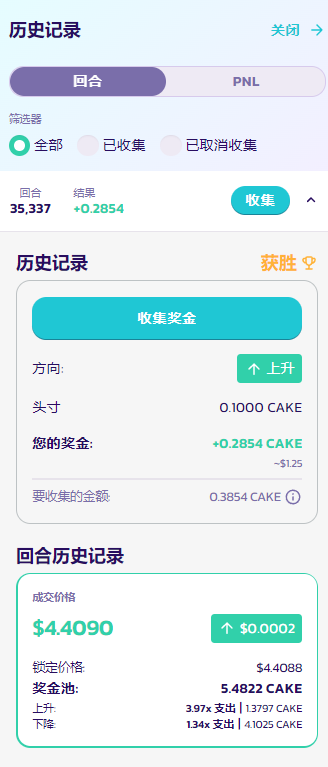 历史记录 关闭
回合 PNL
筛选器
全部 已收集 已取消收集
回合 结果
35,337 +0.2854 收集
历史记录 获胜
收集奖金
方向: 上升
头寸 0.1000 CAKE
您的奖金: +0.2854 CAKE
~$1.25
要收集的金额: 0.3854 CAKE
回合历史记录
成交价格
$4.4090 $0.0002
锁定价格: $4.4088
奖金池: 5.4822 CAKE
上升: 3.97x 支出 | 1.3797 CAKE
下降: 1.34x 支出 | 4.1025 CAKE